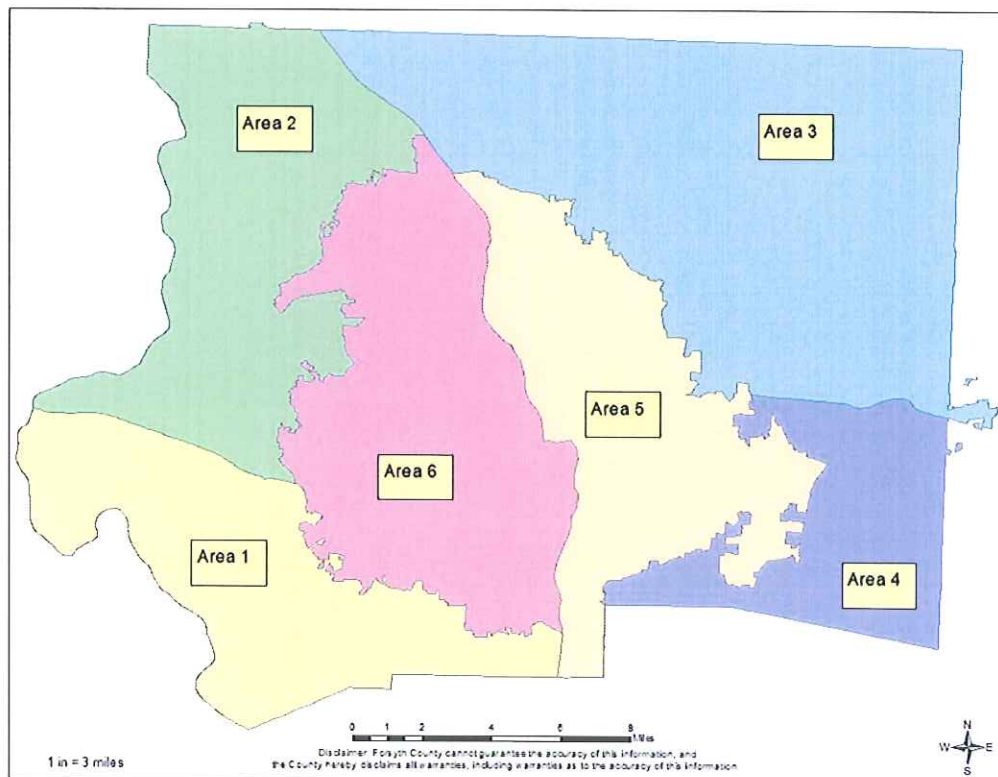 Area 2
Area 3
Area 5
Area 6
Area 1
Area 4
0 1 2 4 6 8
Miles
Disclaimer: Forsyth County cannot guarantee the accuracy of this information, and
the County hereby disclaims all warranties, including warranties as to the accuracy of this information
1 in = 3 miles
N
W E
S